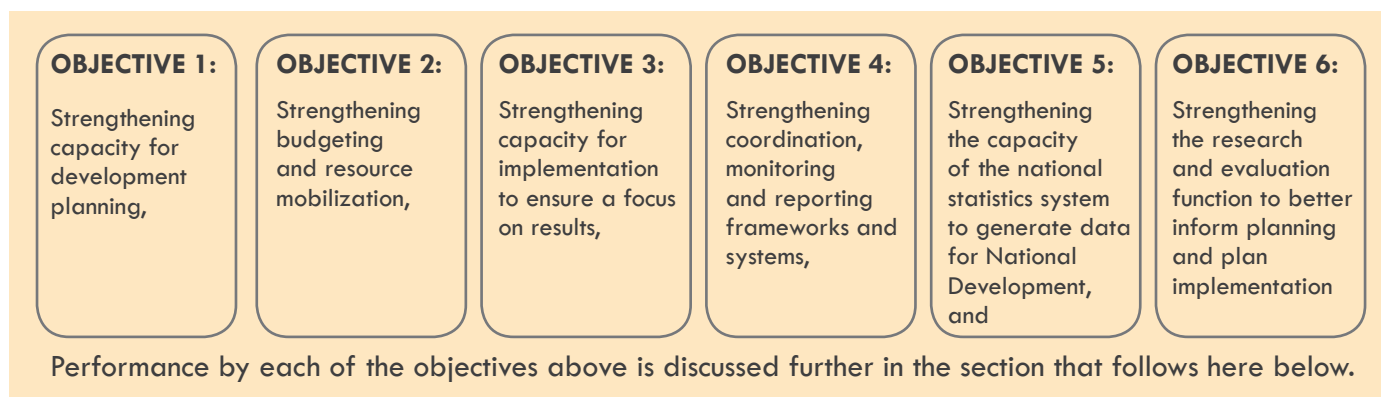 OBJECTIVE 1:
Strengthening
capacity for
development
planning,
OBJECTIVE 2:
Strengthening
budgeting
and resource
mobilization,
OBJECTIVE 3:
Strengthening
capacity for
implementation
to ensure a focus
on results,
OBJECTIVE 4:
Strengthening
coordination,
monitoring
and reporting
frameworks and
systems,
OBJECTIVE 5:
Strengthening
the capacity
of the national
statistics system
to generate data
for National
Development,
and
OBJECTIVE 6:
Strengthening
the research
and evaluation
function to better
inform planning
and plan
implementation
Performance by each of the objectives above is discussed further in the section that follows here below.